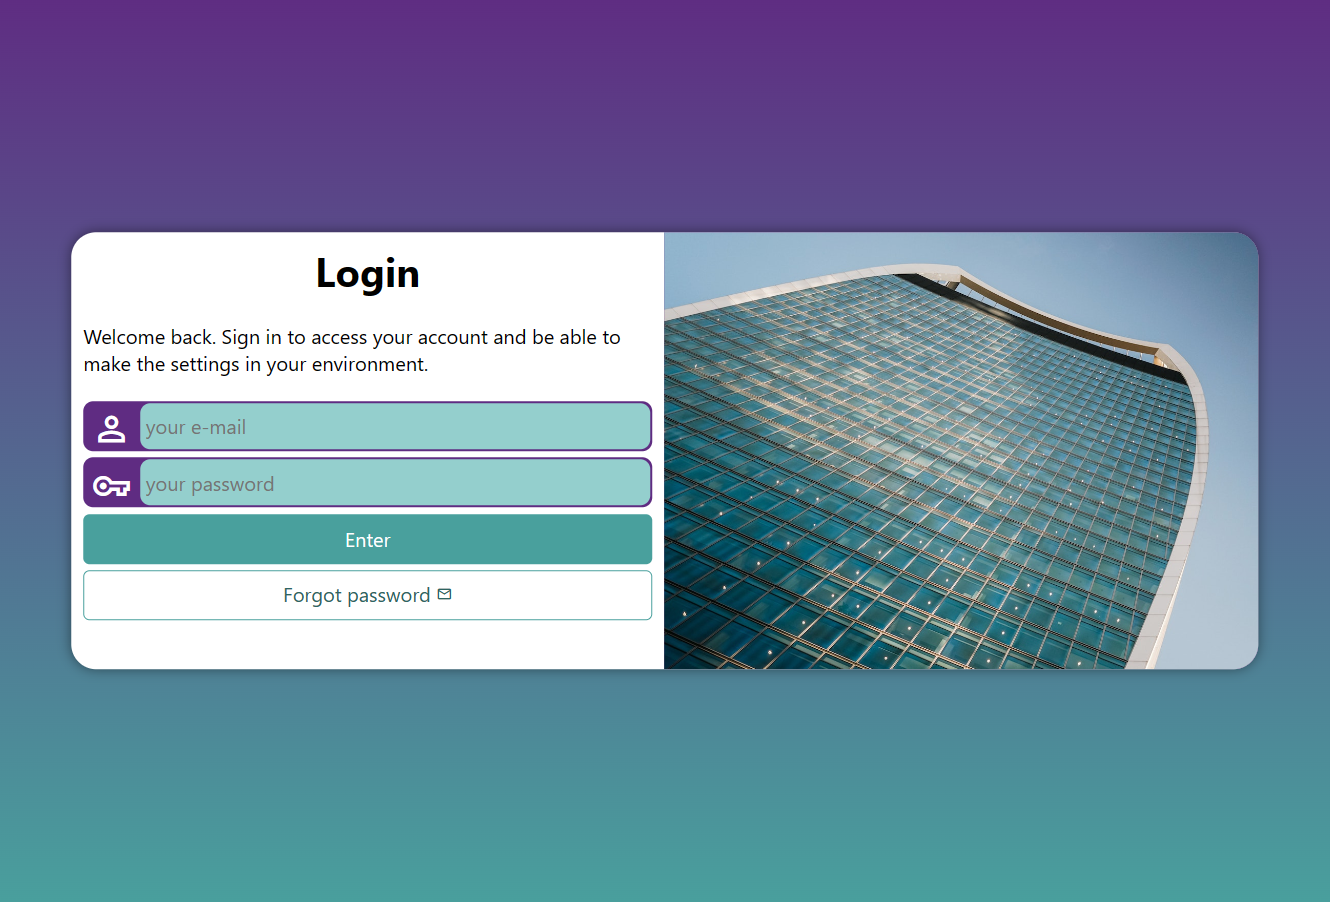 Login
Welcome back. Sign in to access your account and be able to
make the settings in your environment.
your e-mail
your password
Enter
Forgot password